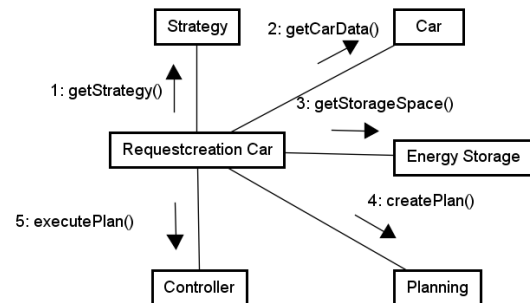 Strategy
2: getCarData()
Car
1: getStrategy()
3: getStorageSpace()
Requestcreation Car
Energy Storage
4: createPlan()
5: executePlan()
Controller
Planning